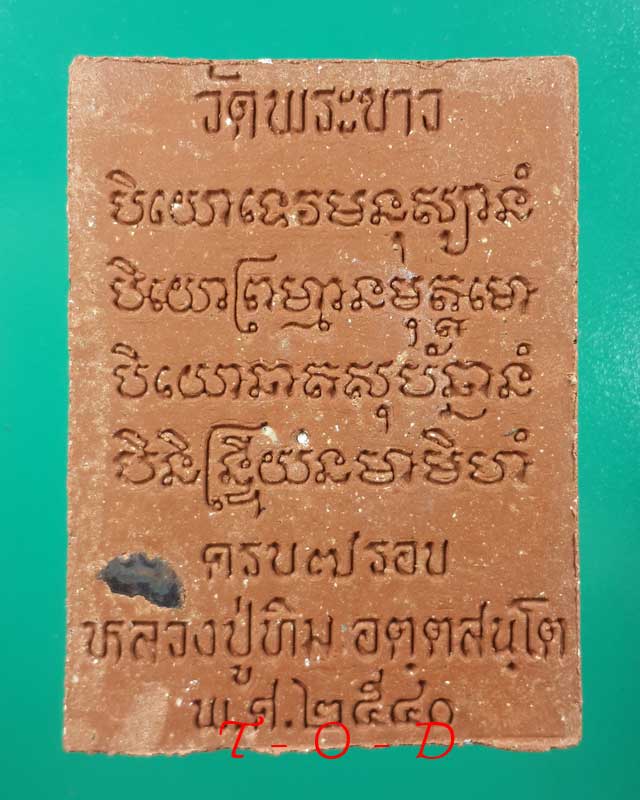 วัดพระขาว
បិយោទេវមនុស្សានំ
បិយោព្រហ្មានមុត្តមោ
បិយោនាគសុបណ្ណានំ
បិនិន្ទ្រិយំនមាមិហំ
ครบ๗รอบ
หลวงปู่ทิม อตฺตสนฺโต
พ.ศ.๒๕๔๐
T - O - D